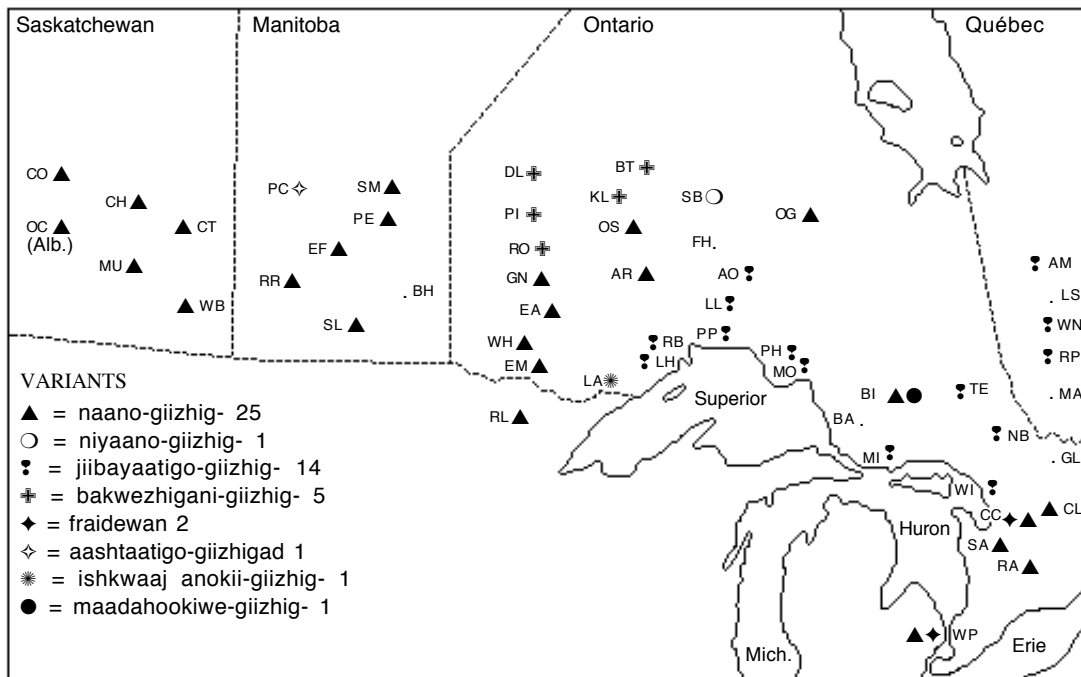 Saskatchewan Manitoba Ontario Québec
CO
DL
BT
PC
SM
KL
SB
CH
PI
OG
PE
OC
CT
OS
(Alb.)
EF
RO
FH
MU
GN
AR
AO
AM
RR
BH
LS
WB
EA
LL
SL
WN
WH
RB
PP
PH
RP
EM
LH
MO
VARIANTS
LA
Superior
BI
TE
MA
▲ = naano-giizhig- 25
RL
BA
❍ = niyaano-giizhig- 1
NB
= jiibayaatigo-giizhig- 14
MI
GL
= bakwezhigani-giizhig- 5
WI
✦ = fraidewan 2
CC
CL
Huron
✧ = aashtaatigo-giizhigad 1
SA
= ishkwaaj anokii-giizhig- 1
RA
● = maadahookiwe-giizhig- 1
WP
Mich.
Erie